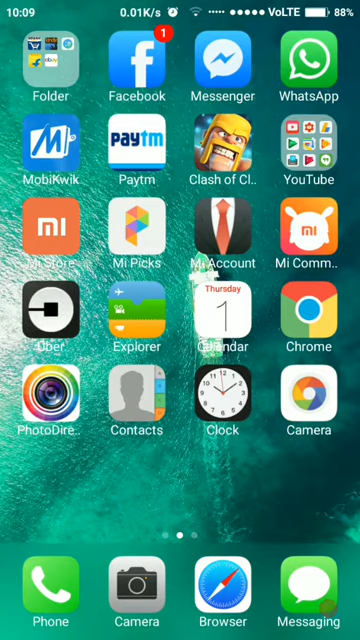 10:09 0.01K/s VoLTE 88%
1
Folder Facebook Messenger WhatsApp
paytm
MobiKwik Paytm Clash of Cl.. YouTube
mi mi
Mi Store Mi Picks Mi Account Mi Comm..
Thursday
1
Uber Explorer Calendar Chrome
PhotoDire.. Contacts Clock Camera
Phone Camera Browser Messaging